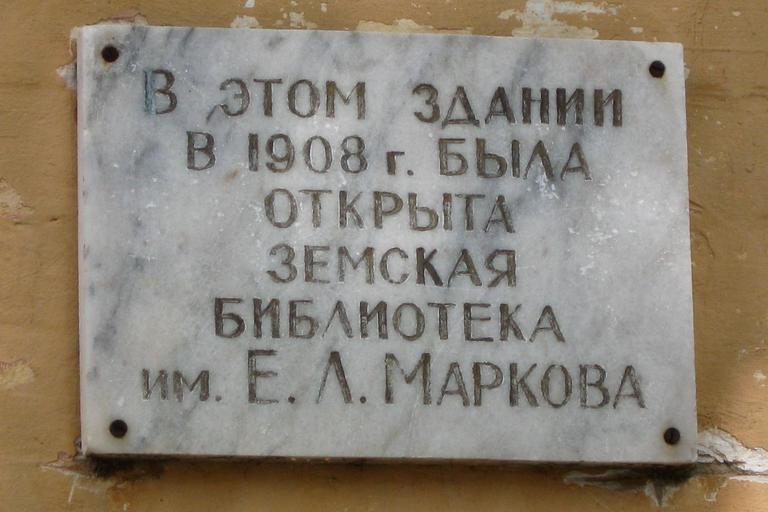 В ЭТОМ ЗДАНИИ
В 1908 г. БЫЛА
ОТКРЫТА
ЗЕМСКАЯ
БИБЛИОТЕКА
им. Е. Л. МАРКОВА